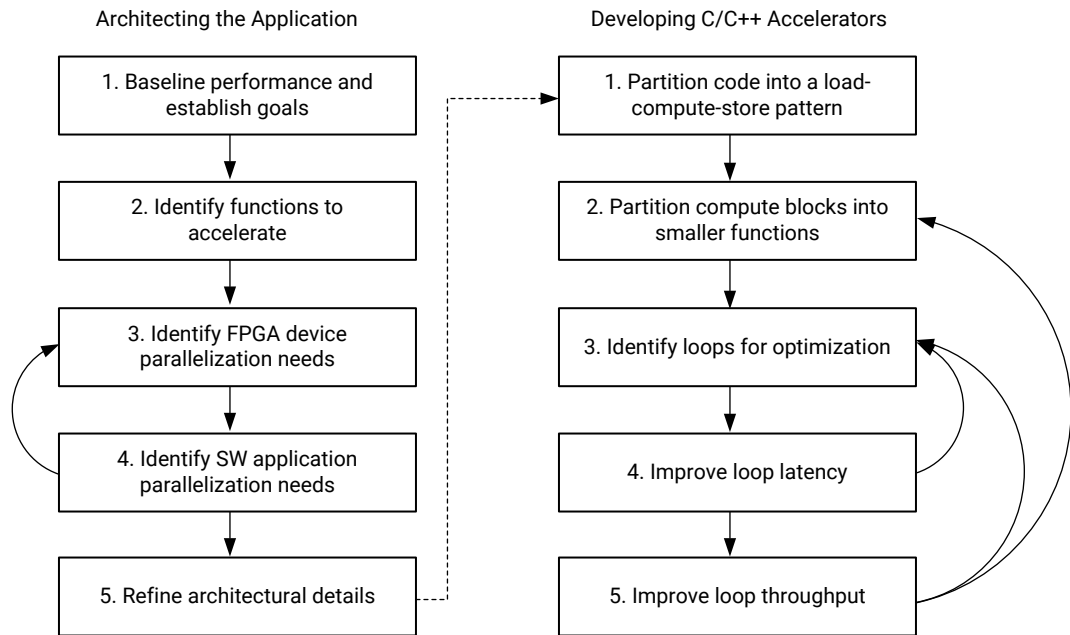 Architecting the Application
1. Baseline performance and
establish goals
2. Identify functions to
accelerate
3. Identify FPGA device
parallelization needs
4. Identify SW application
parallelization needs
5. Refine architectural details
Developing C/C++ Accelerators
1. Partition code into a load-
compute-store pattern
2. Partition compute blocks into
smaller functions
3. Identify loops for optimization
4. Improve loop latency
5. Improve loop throughput